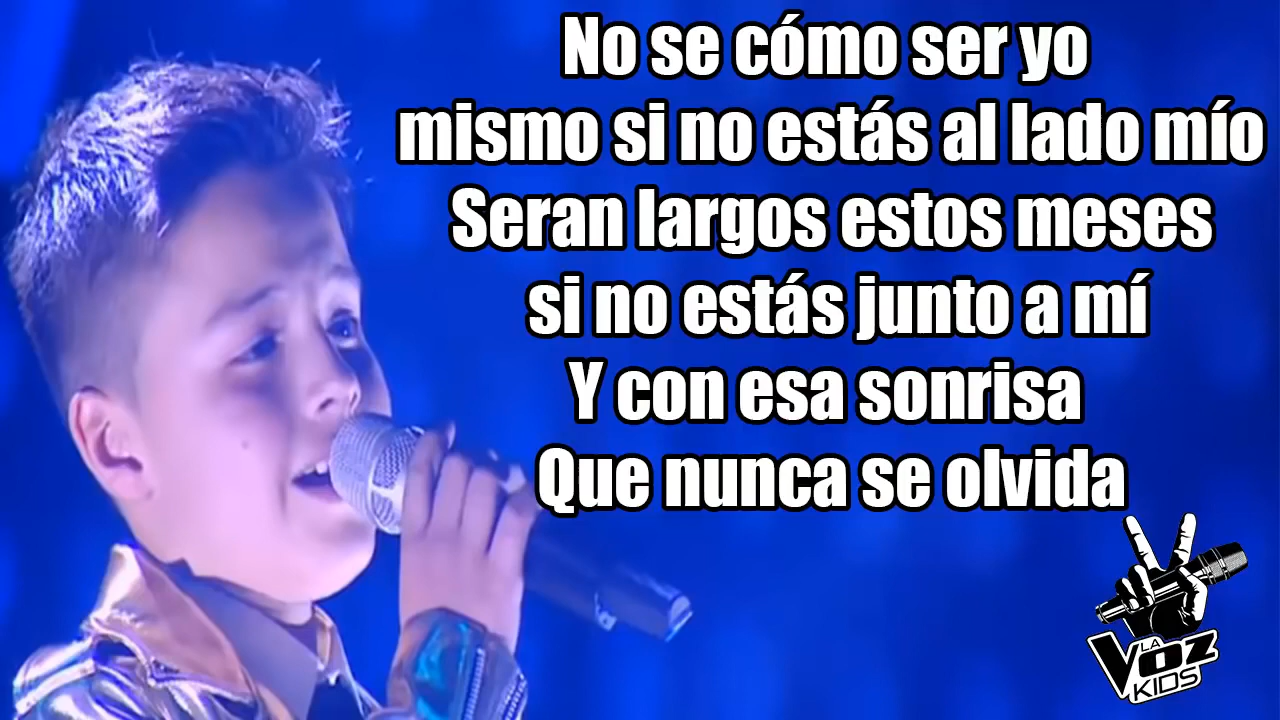 No se cómo ser yo
mismo si no estás al lado mío
Seran largos estos meses
si no estás junto a mí
Y con esa sonrisa
Que nunca se olvida
LA
VOZ
KIDS